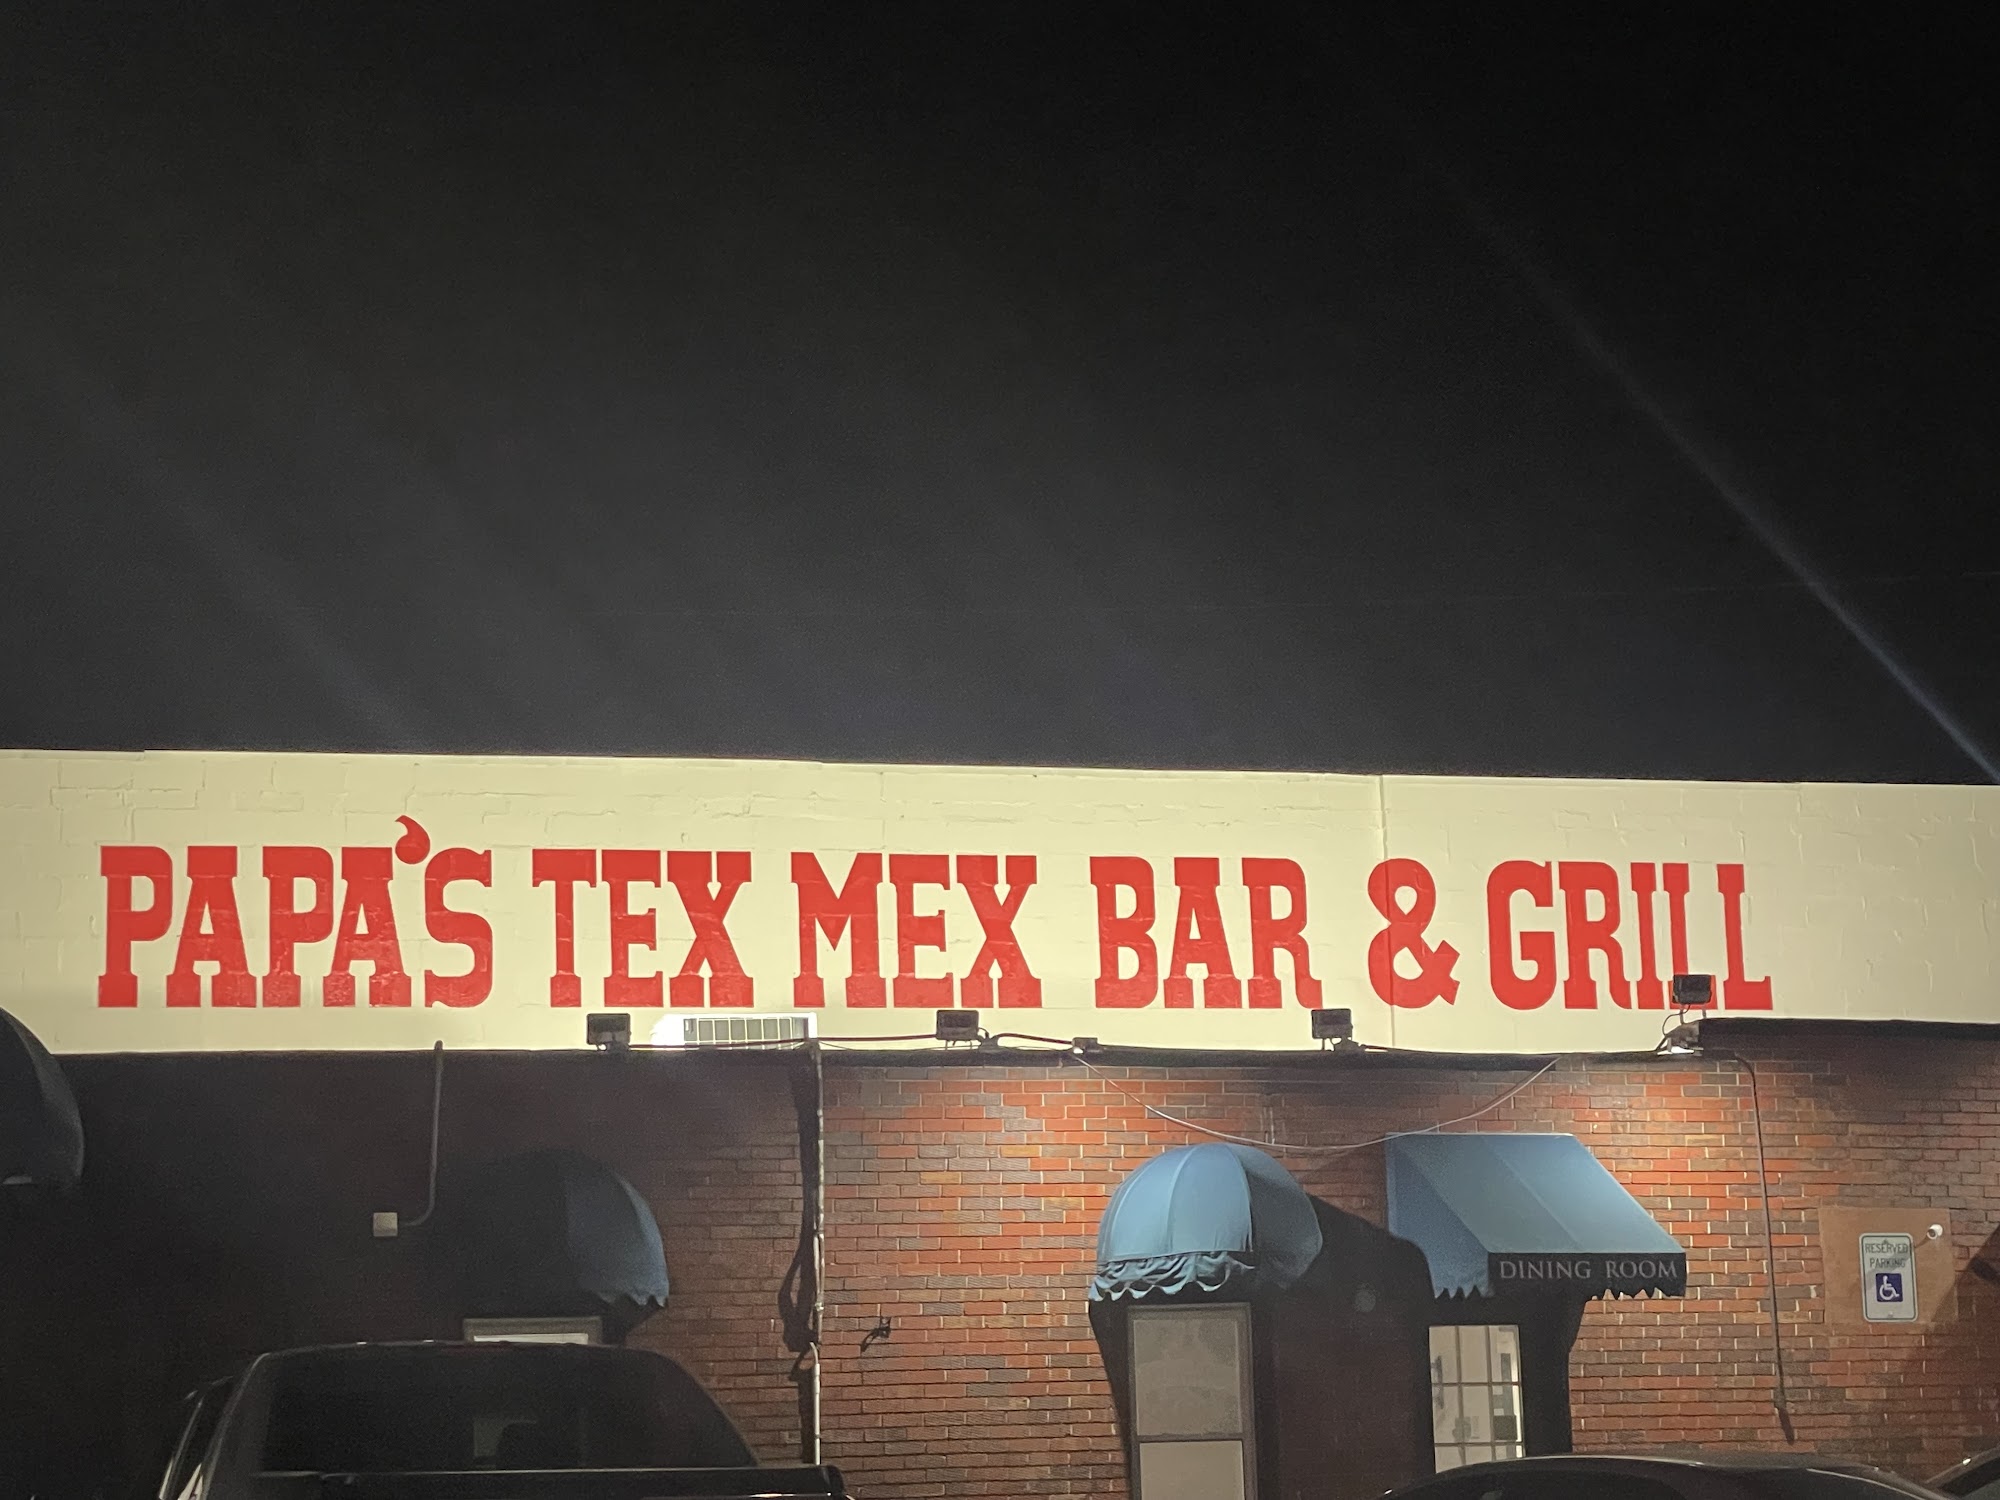 PAPA'S TEX MEX BAR & GRILL
DINING ROOM
RESERVED
PARKING